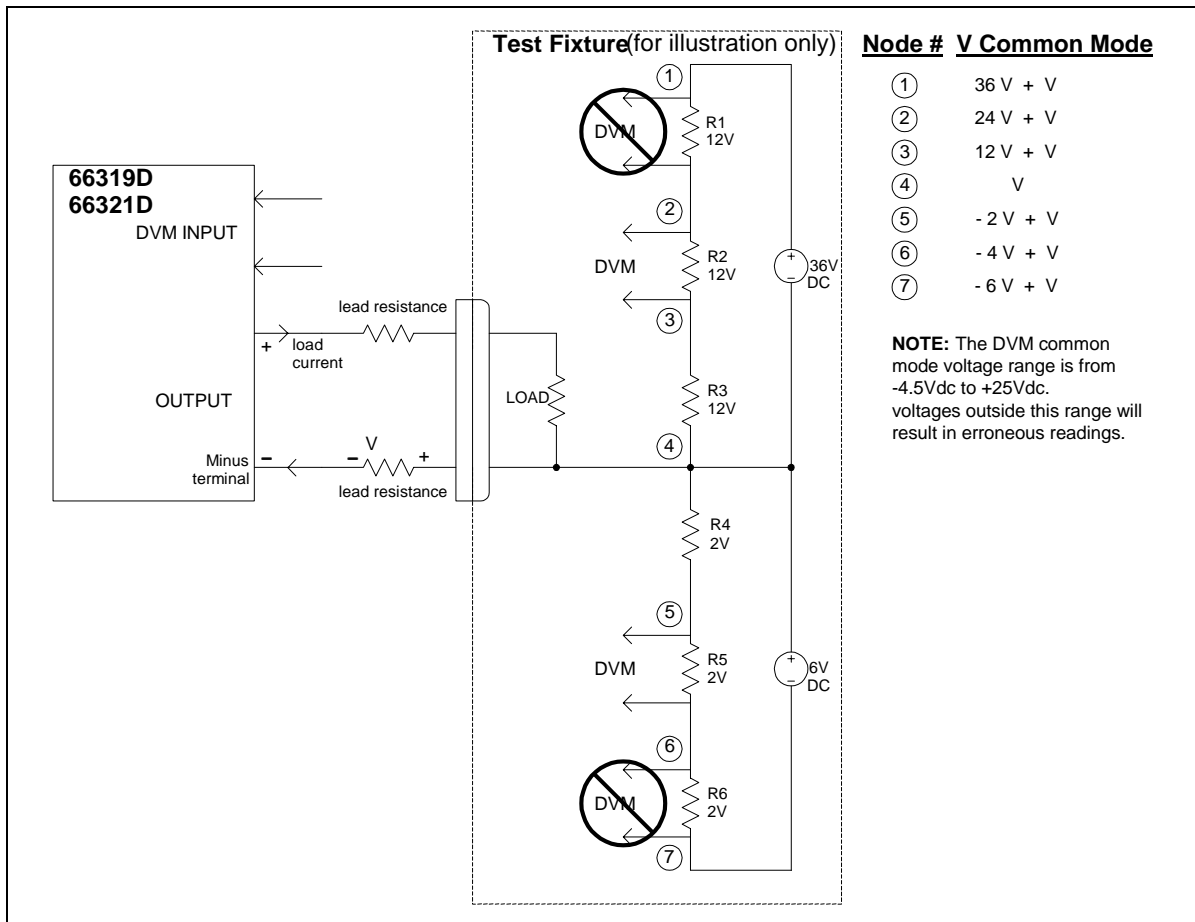 Test Fixture(for illustration only)
Node # V Common Mode
1 36 V + V
2 24 V + V
3 12 V + V
4 V
5 - 2 V + V
6 - 4 V + V
7 - 6 V + V
NOTE: The DVM common
mode voltage range is from
-4.5Vdc to +25Vdc.
voltages outside this range will
result in erroneous readings.
66319D
66321D
DVM INPUT
OUTPUT
Minus
terminal
+
−
load
current
lead resistance
V
− +
lead resistance
LOAD
1
DVM
R1
12V
2
DVM
R2
12V
3
R3
12V
4
+
−
36V
DC
R4
2V
5
DVM
R5
2V
+
−
6V
DC
6
DVM
R6
2V
7